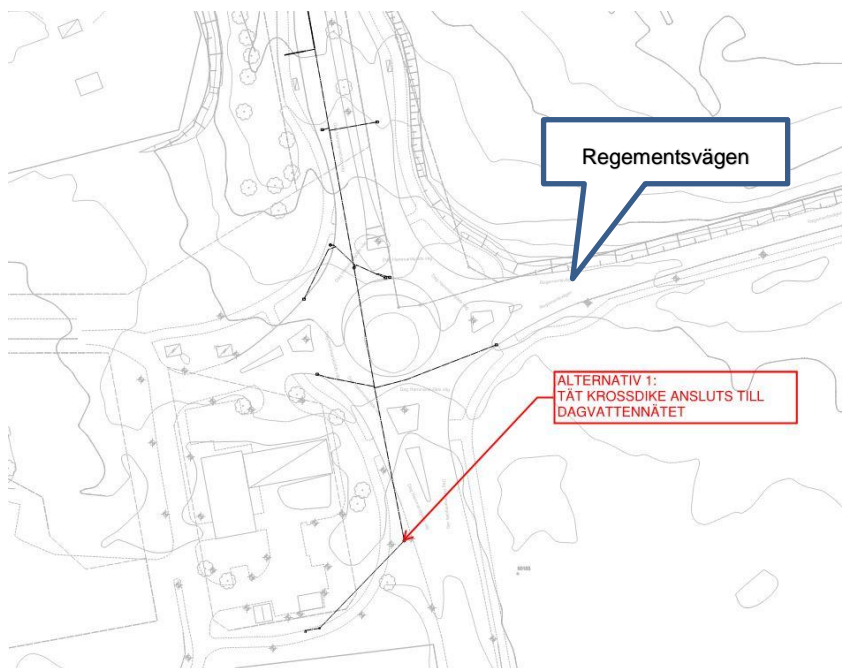 Regementsvägen
ALTERNATIV 1:
TÄT KROSSDIKE ANSLUTS TILL
DAGVATTENNÄTET